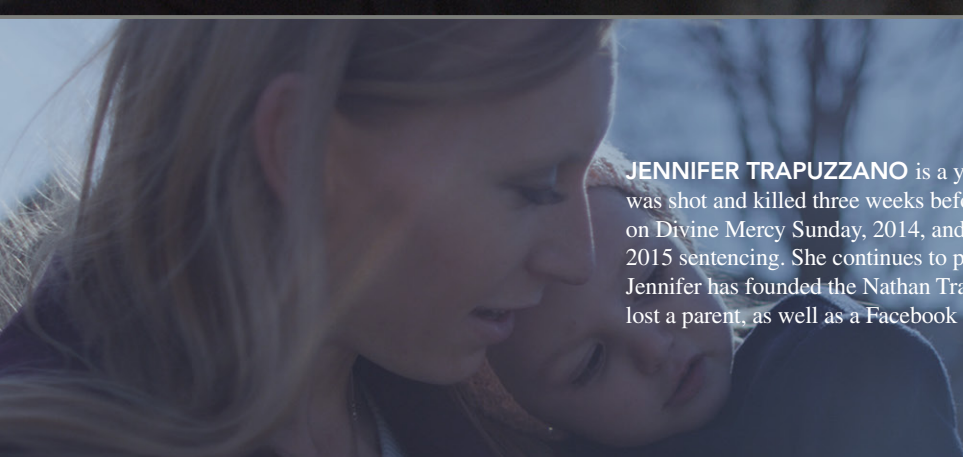 JENNIFER TRAPUZZANO is a
was shot and killed three weeks
on Divine Mercy Sunday, 2014, and
2015 sentencing. She continues to
Jennifer has founded the Nathan
lost a parent, as well as a Facebook